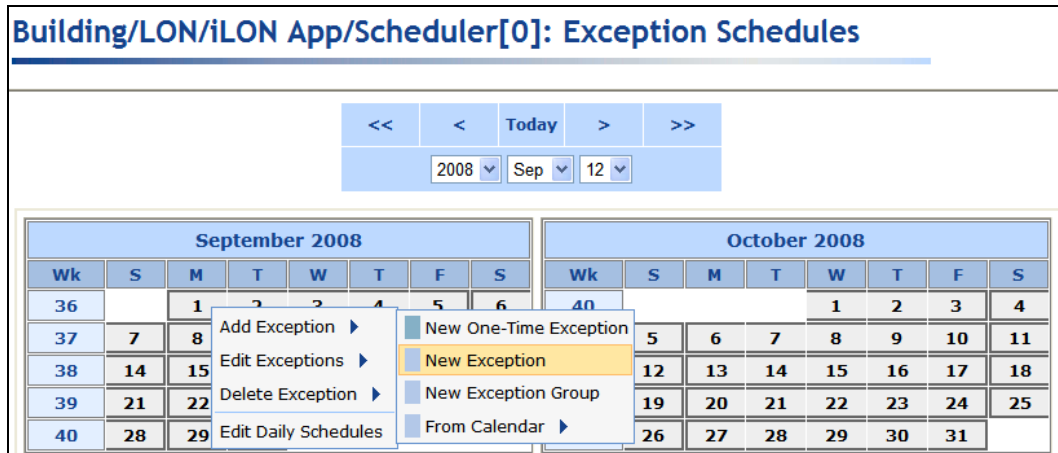 Building/LON/iLON App/Scheduler[0]: Exception Schedules
<< < Today > >>
2008 Sep 12
September 2008
Wk S M T W T F S
36 1 2 3 4 5 6
37 7 8
38 14 15
39 21 22
40 28 29
Add Exception
Edit Exceptions
Delete Exception
Edit Daily Schedules
New One-Time Exception
New Exception
New Exception Group
From Calendar
October 2008
Wk S M T W T F S
40 1 2 3 4
5 6 7 8 9 10 11
12 13 14 15 16 17 18
19 20 21 22 23 24 25
26 27 28 29 30 31